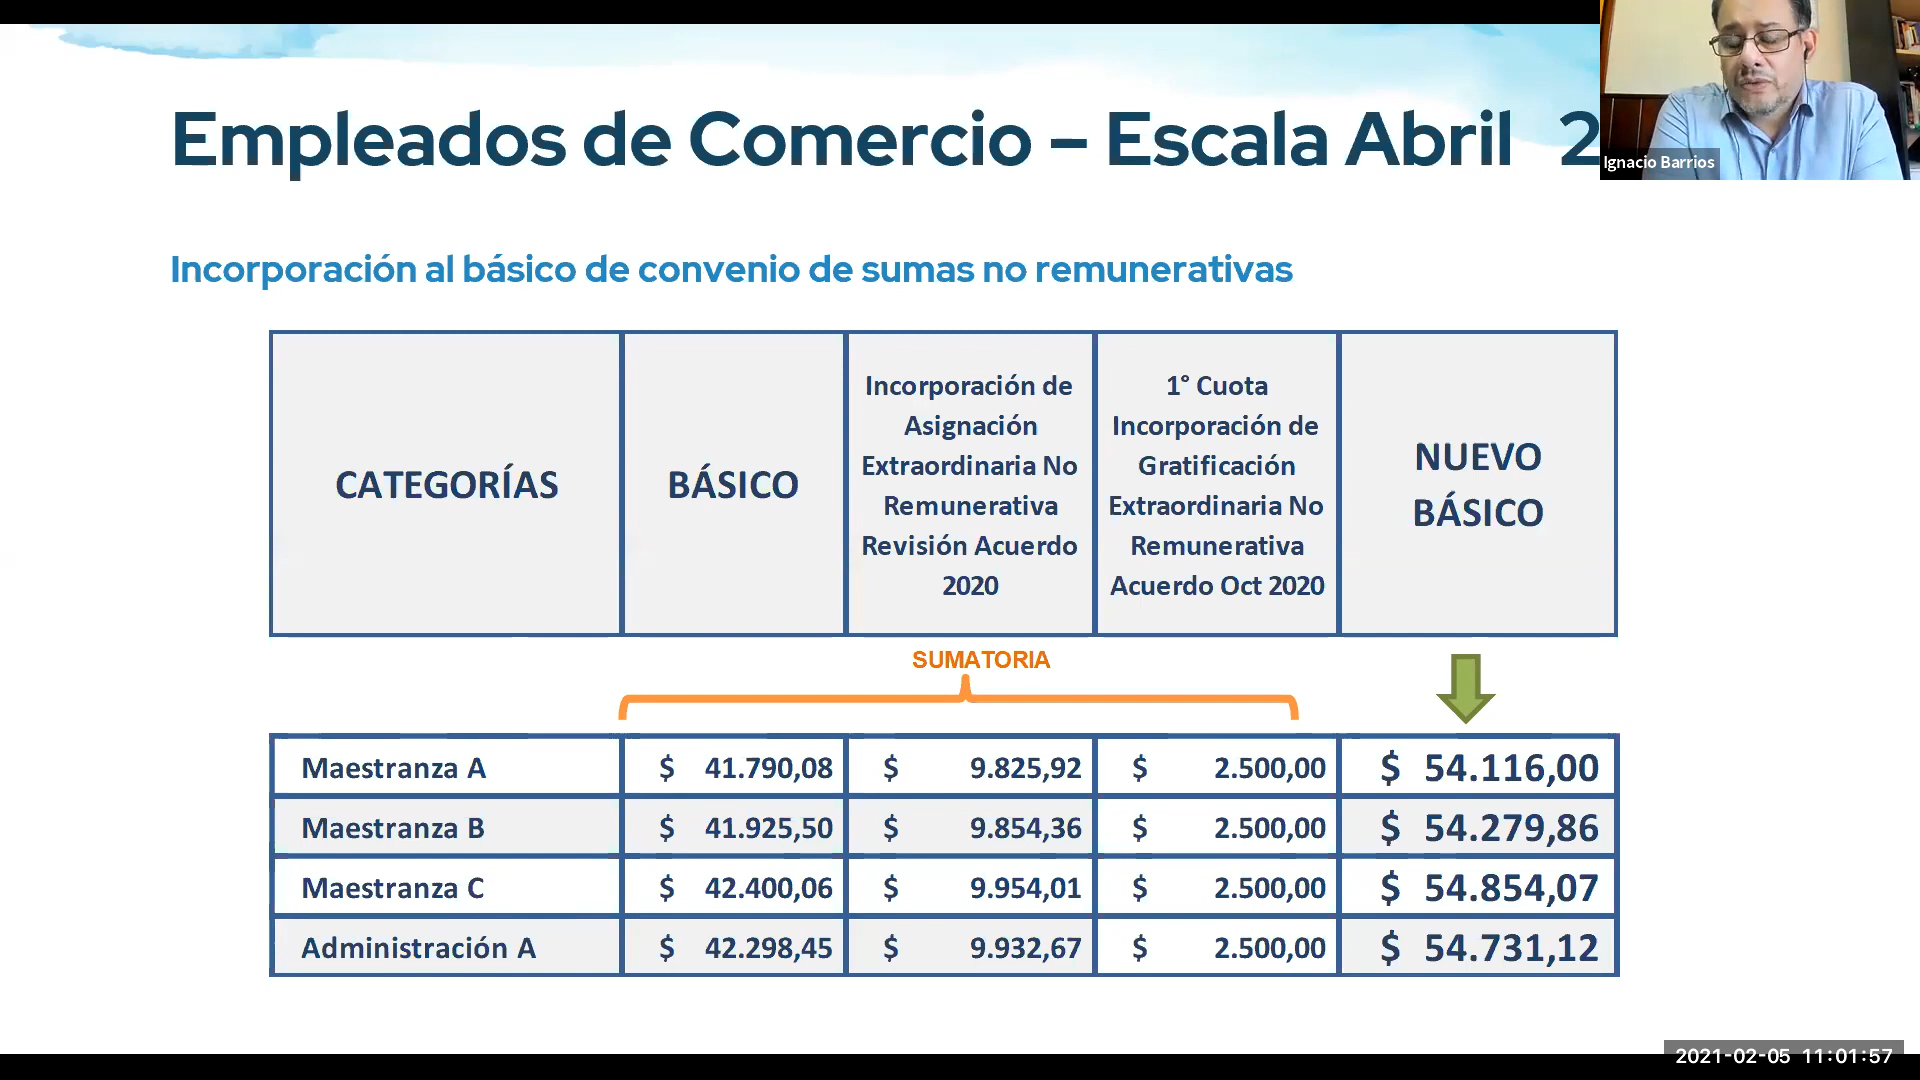 Empleados de Comercio – Escala Abril 2
Ignacio Barrios
Incorporación al básico de convenio de sumas no remunerativas
CATEGORÍAS
BÁSICO
Incorporación de
Asignación
Extraordinaria No
Remunerativa
Revisión Acuerdo
2020
1° Cuota
Incorporación de
Gratificación
Extraordinaria No
Remunerativa
Acuerdo Oct 2020
NUEVO
BÁSICO
SUMATORIA
Maestranza A $ 41.790,08 $ 9.825,92 $ 2.500,00 $ 54.116,00
Maestranza B $ 41.925,50 $ 9.854,36 $ 2.500,00 $ 54.279,86
Maestranza C $ 42.400,06 $ 9.954,01 $ 2.500,00 $ 54.854,07
Administración A $ 42.298,45 $ 9.932,67 $ 2.500,00 $ 54.731,12
2021-02-05 11:01:57